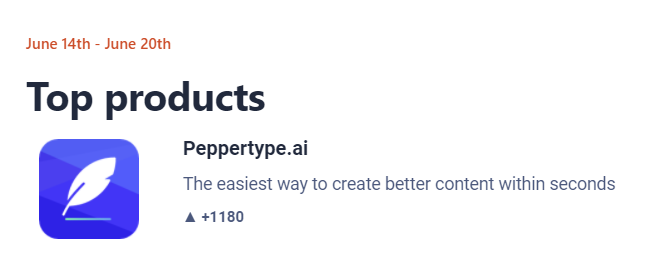 June 14th - June 20th
Top products
Peppertype.ai
The easiest way to create better content within seconds
▲ +1180